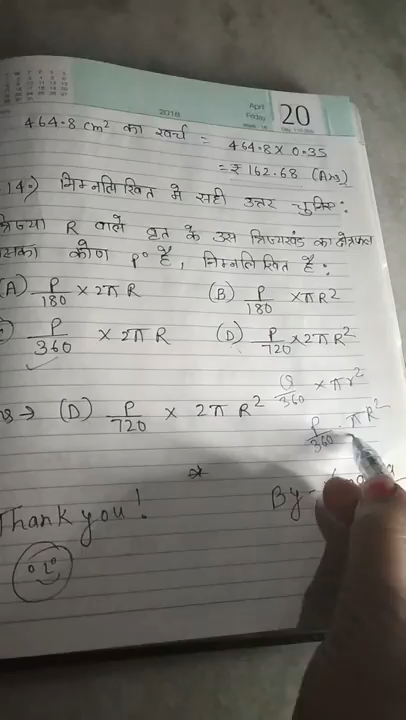 2018
April
Friday
20
464.8 cm² का खर्च = 464.8 × 0.35
= ₹ 162.68 (Ans)
14.) निम्नलिखित में सही उत्तर चुनिए:
त्रिज्या R वाले वृत के उस त्रिज्यखंड का क्षेत्रफल
जिसका कोण P° है, निम्नलिखित है:
(A) P/180 × 2πR (B) P/180 × πR²
P/360 × 2πR (D) P/720 × 2πR²
θ/360 × πr²
→ (D) P/720 × 2πR²
P/360 · πR²
Thank you!
By-